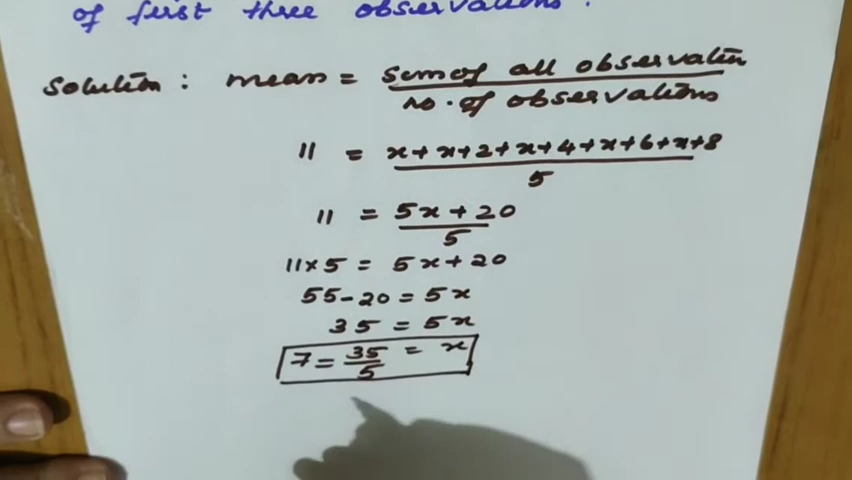 of first three observations.
Solution : mean = Sum of all observation
no. of observations
11 = x+x+2+x+4+x+6+x+8
5
11 = 5x+20
5
11×5 = 5x+20
55-20=5x
35 = 5x
7 = 35 = x
5